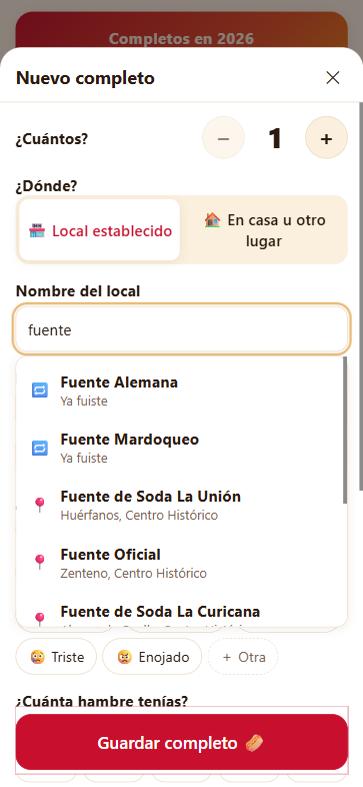 Completos en 2026
Nuevo completo
¿Cuántos?
1
¿Dónde?
Local establecido
En casa u otro
lugar
Nombre del local
fuente
Fuente Alemana
Ya fuiste
Fuente Mardoqueo
Ya fuiste
Fuente de Soda La Unión
Huérfanos, Centro Histórico
Fuente Oficial
Zenteno, Centro Histórico
Fuente de Soda La Curicana
Triste
Enojado
+ Otra
¿Cuánta hambre tenías?
Guardar completo